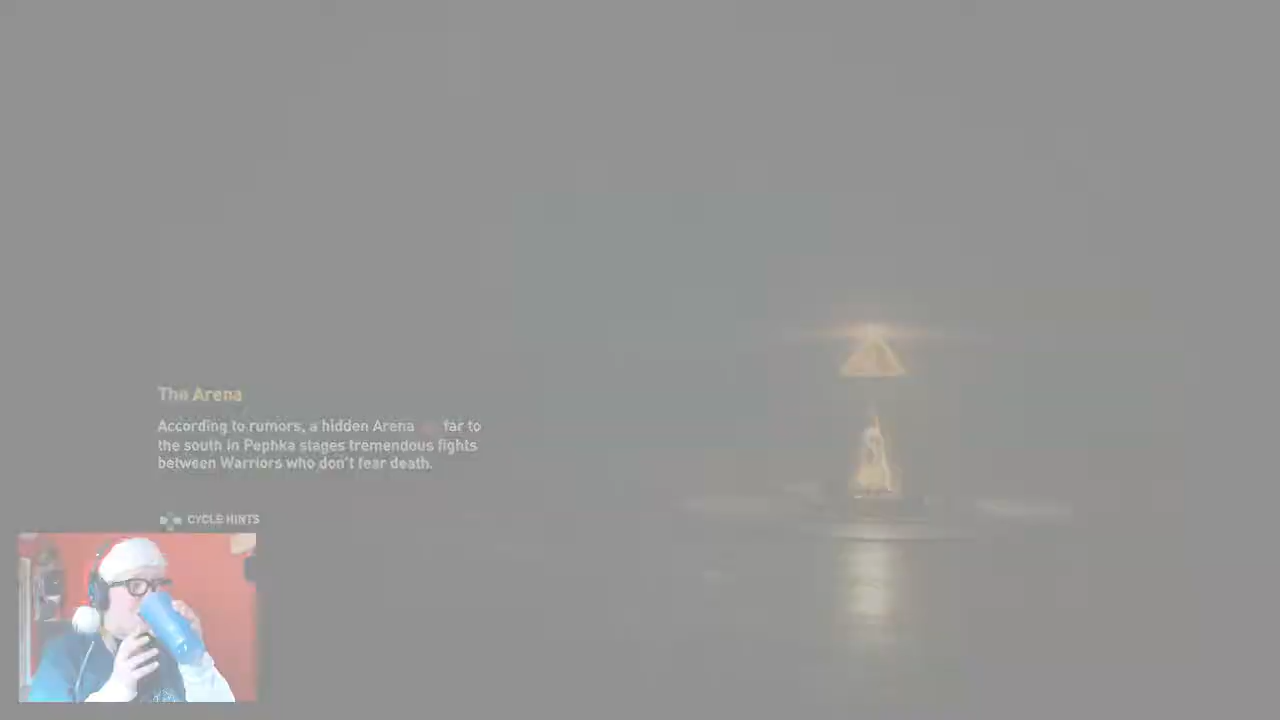 The Arena
According to rumors, a hidden Arena far to
the south in Pephka stages tremendous fights
between Warriors who don't fear death.
CYCLE HINTS